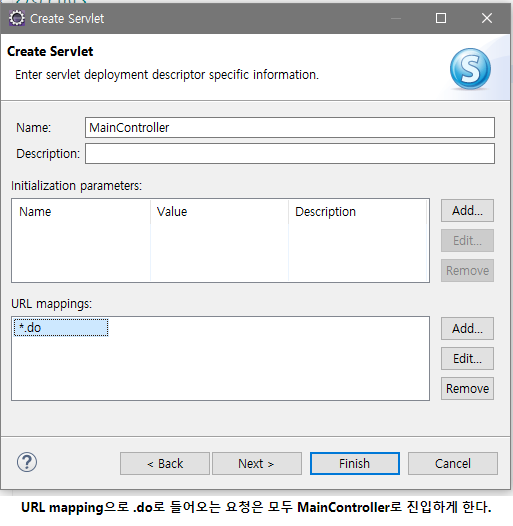 Create Servlet
Create Servlet
Enter servlet deployment descriptor specific information.
S
Name:
MainController
Description:
Initialization parameters:
Name Value Description
Add...
Edit...
Remove
URL mappings:
*.do
Add...
Edit...
Remove
?
< Back
Next >
Finish
Cancel
URL mapping으로 .do로 들어오는 요청은 모두 MainController로 진입하게 한다.